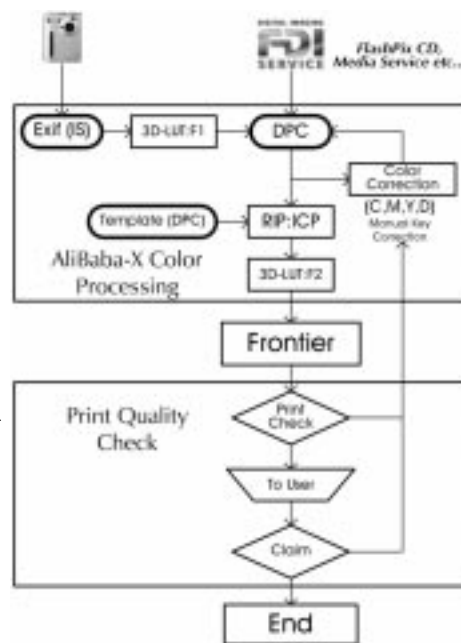 DIGITAL IMAGING
FDI
SERVICE
FlashPix CD,
Media Service etc...
Exif (IS)
3D-LUT:F1
DPC
Color
Correction
(C,M,Y,D)
Manual Key
Correction
Template (DPC)
RIP:ICP
AliBaba-X Color
Processing
3D-LUT:F2
Frontier
Print Quality
Check
Print
Check
To User
Claim
End